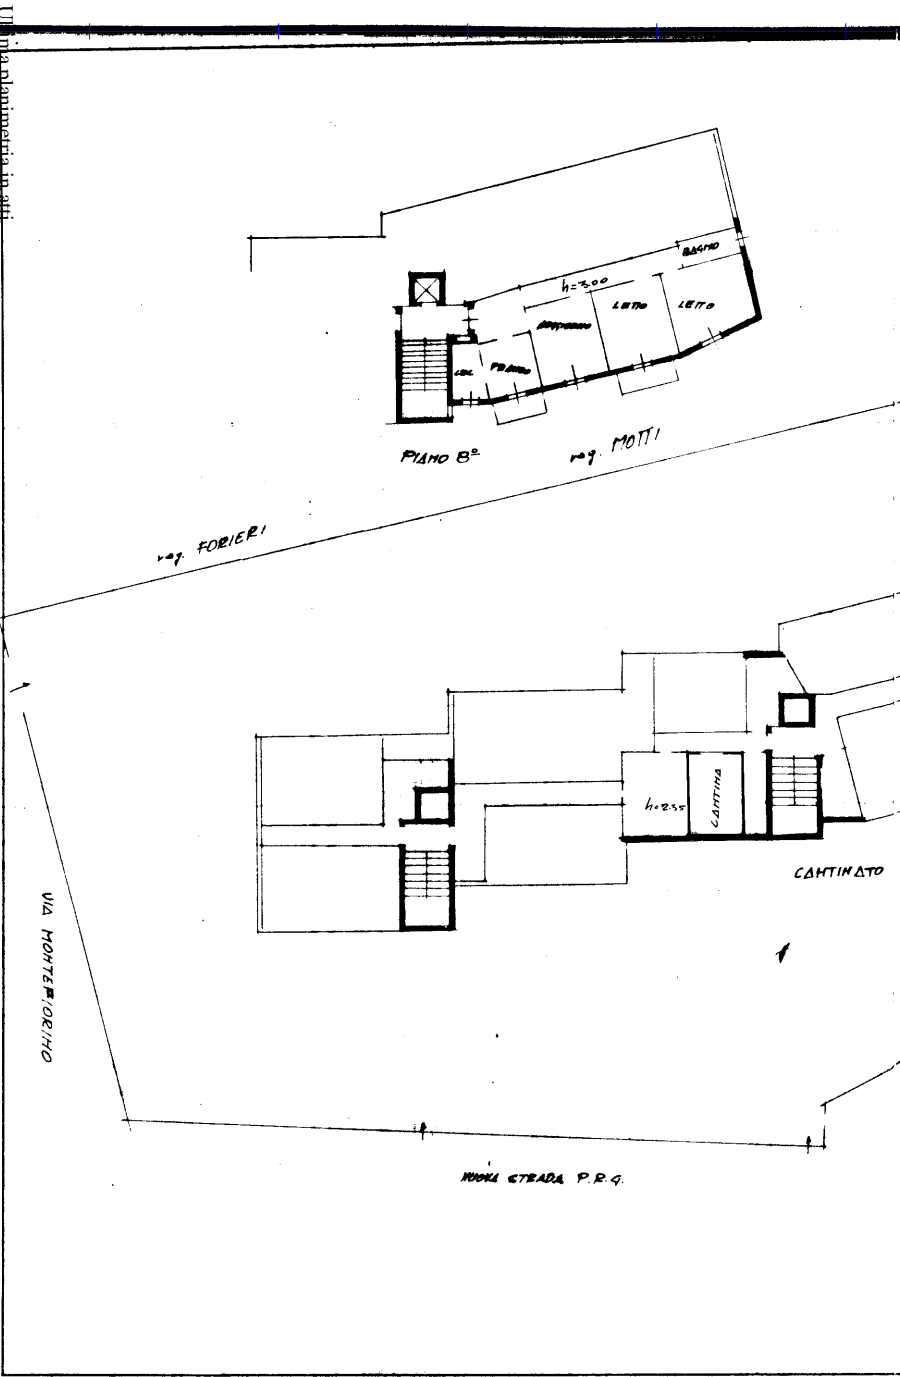 Ultima planimetria in atti
BAGNO
h=3.00
LETTO
LETTO
SOGGIORNO
PRANZO
CUC.
PIANO 8º
rag. MOTTI
rag. FORIERI
h=2.35
CANTINA
CANTINATO
VIA MONTEFIORINO
NUOVA STRADA P.R.G.